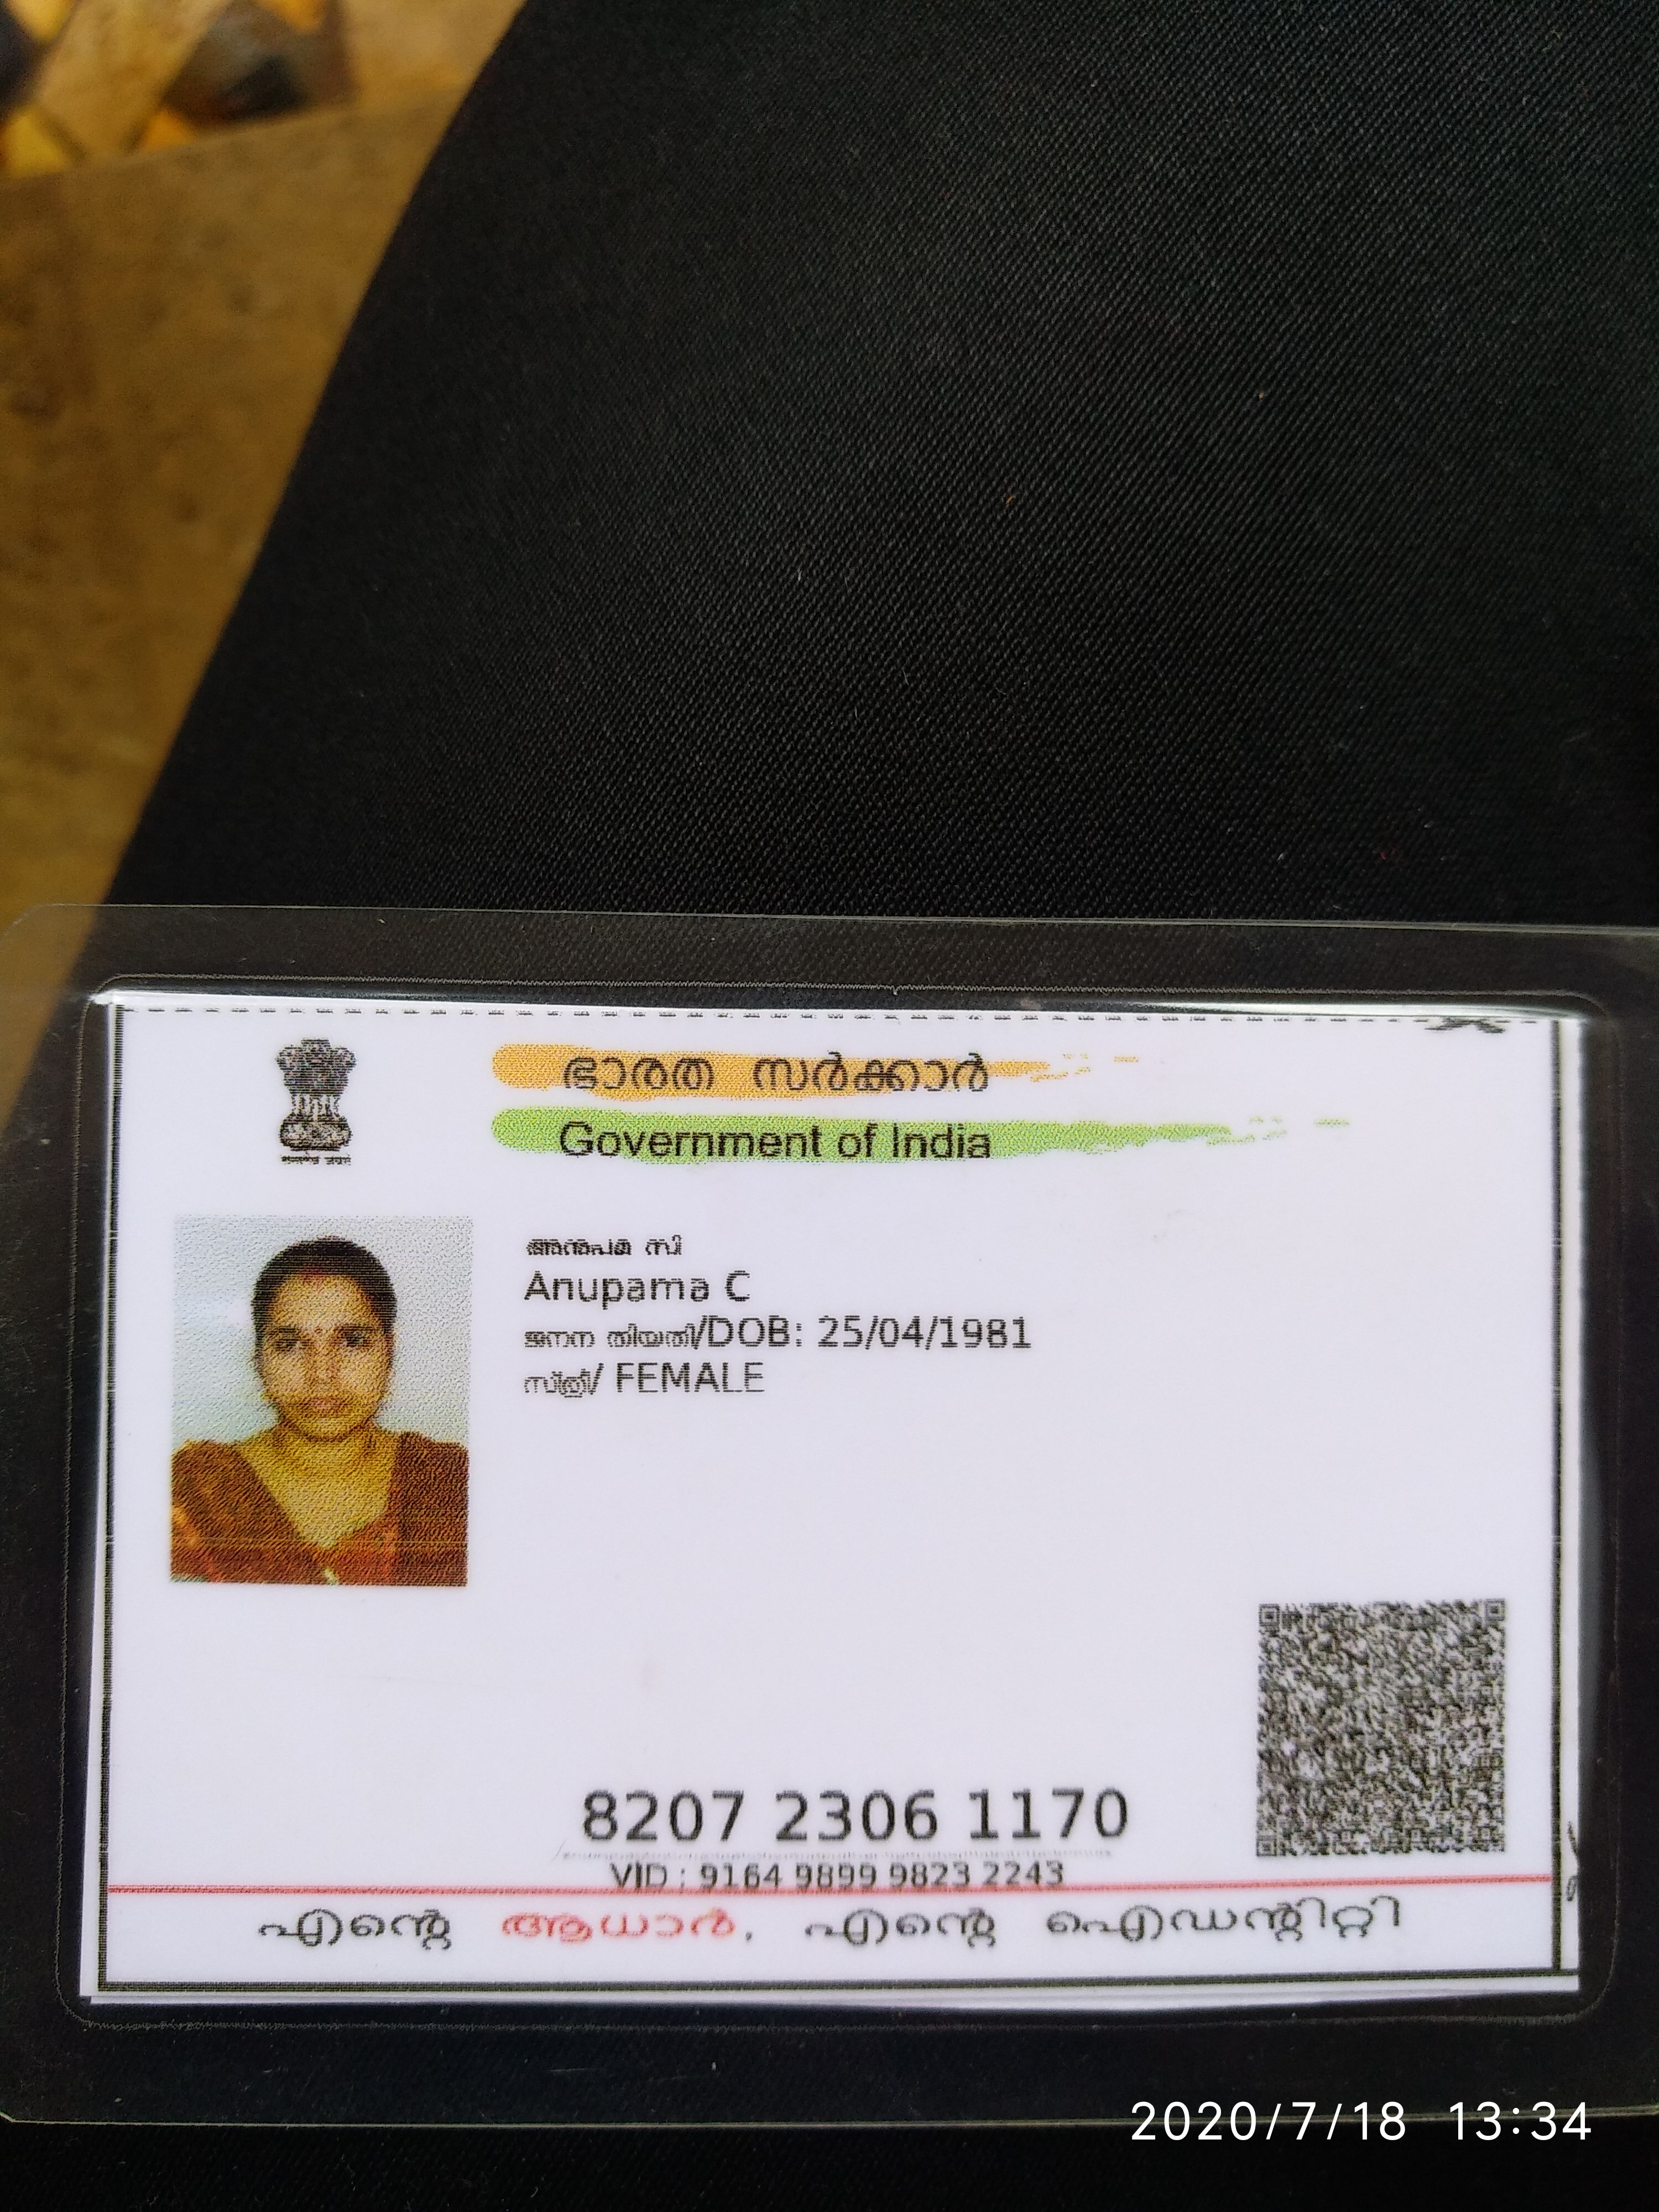 ഭാരത സർക്കാർ
Government of India
അനുപമ സി
Anupama C
ജനന തിയതി/DOB: 25/04/1981
സ്ത്രീ/ FEMALE
8207 2306 1170
VID : 9164 9899 9823 2243
എന്റെ ആധാർ, എന്റെ ഐഡന്റിറ്റി
2020/7/18 13:34